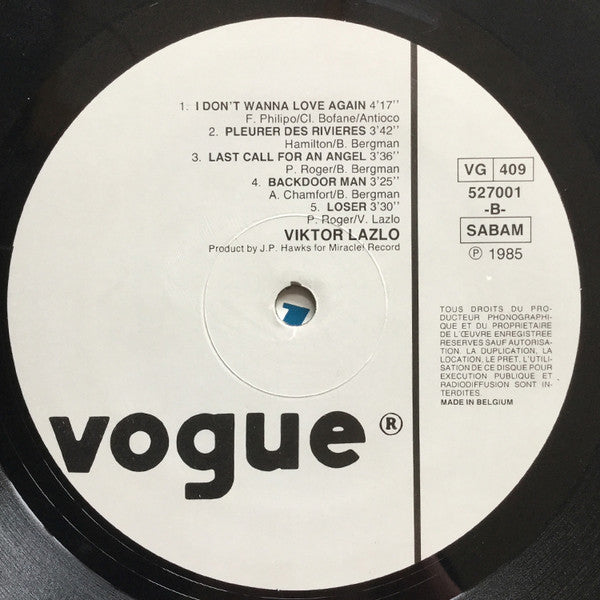 1. I DON'T WANNA LOVE AGAIN 4'17''
F. Philipo/Cl. Bofane/Antioco
2. PLEURER DES RIVIERES 3'42''
Hamilton/B. Bergman
3. LAST CALL FOR AN ANGEL 3'36''
P. Roger/B. Bergman
4. BACKDOOR MAN 3'25''
A. Chamfort/B. Bergman
5. LOSER 3'30''
P. Roger/V. Lazlo
VIKTOR LAZLO
Product by J.P. Hawks for Miracle! Record
VG 409
527001
-B-
SABAM
℗ 1985
TOUS DROITS DU PRO-
DUCTEUR PHONOGRAPHI-
QUE ET DU PROPRIETAIRE
DE L'ŒUVRE ENREGISTREE
RESERVES SAUF AUTORISA-
TION. LA DUPLICATION, LA
LOCATION, LE PRET, L'UTILI-
SATION DE CE DISQUE POUR
EXECUTION PUBLIQUE ET
RADIODIFFUSION SONT IN-
TERDITES.
MADE IN BELGIUM
vogue ®